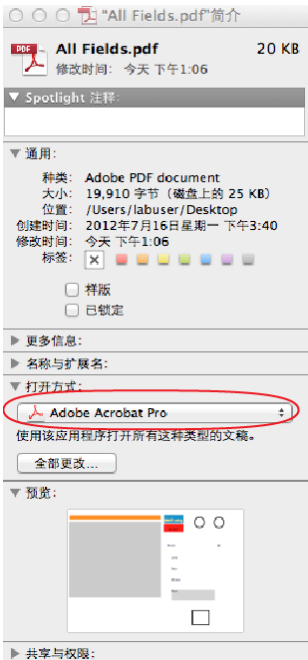 "All Fields.pdf"简介
PDF
All Fields.pdf 20 KB
修改时间: 今天 下午1:06
▼ Spotlight 注释:
▼ 通用:
种类: Adobe PDF document
大小: 19,910 字节（磁盘上的 25 KB）
位置: /Users/labuser/Desktop
创建时间: 2012年7月16日星期一 下午3:40
修改时间: 今天 下午1:06
标签:
样版
已锁定
▶ 更多信息:
▶ 名称与扩展名:
▼ 打开方式:
Adobe Acrobat Pro
使用该应用程序打开所有这种类型的文稿。
全部更改...
▼ 预览:
▶ 共享与权限: